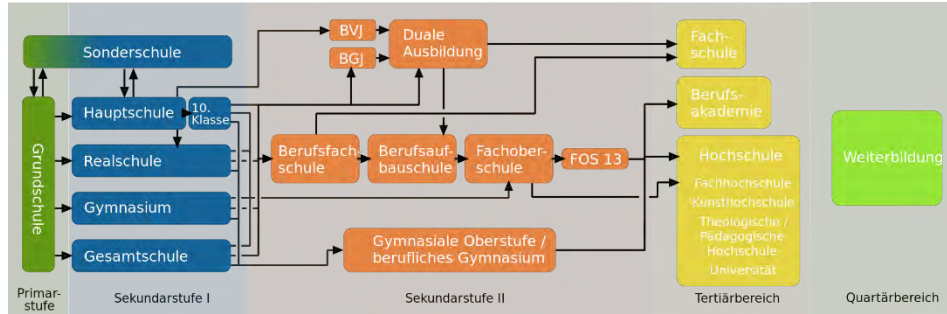 Sonderschule
Grundschule
Hauptschule
10.
Klasse
Realschule
Gymnasium
Gesamtschule
BVJ
BGJ
Duale
Ausbildung
Berufsfach-
schule
Berufsauf-
bauschule
Fachober-
schule
FOS 13
Gymnasiale Oberstufe /
berufliches Gymnasium
Fach-
schule
Berufs-
akademie
Hochschule
Fachhochschule
Kunsthochschule
Theologische /
Pädagogische
Hochschule
Universität
Weiterbildung
Primar-
stufe
Sekundarstufe I
Sekundarstufe II
Tertiärbereich
Quartärbereich